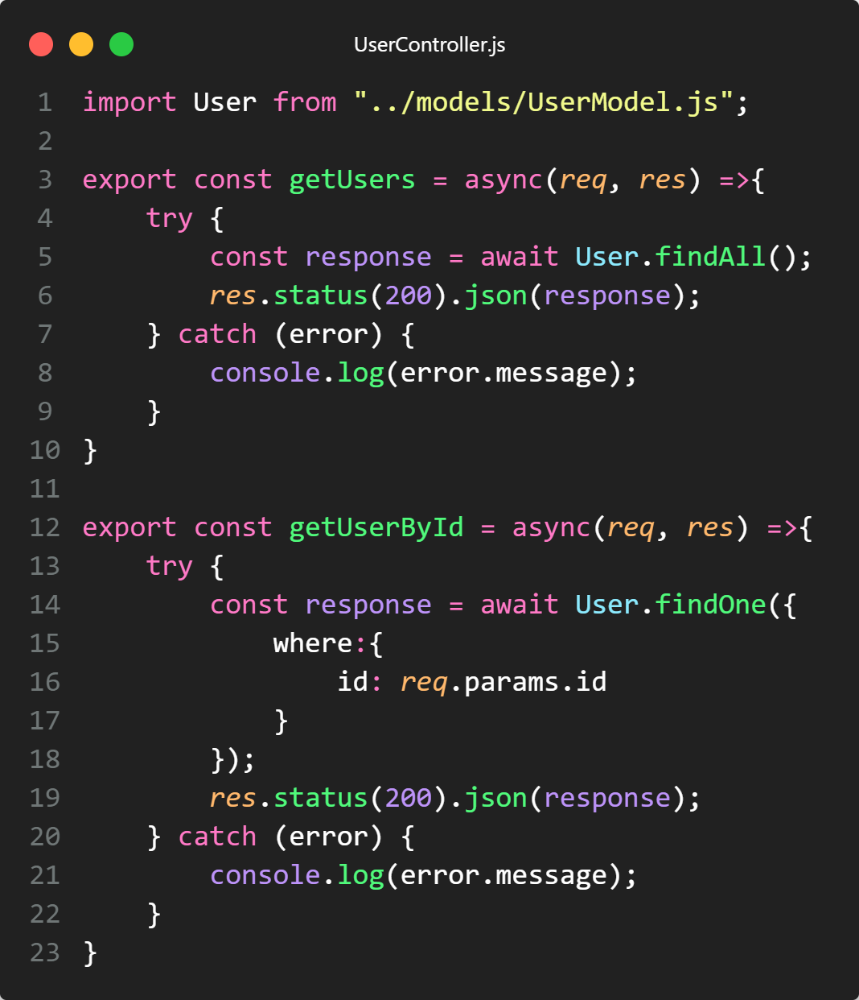 UserController.js
1 import User from "../models/UserModel.js";
2
3 export const getUsers = async(req, res) =>{
4     try {
5         const response = await User.findAll();
6         res.status(200).json(response);
7     } catch (error) {
8         console.log(error.message);
9     }
10 }
11
12 export const getUserById = async(req, res) =>{
13     try {
14         const response = await User.findOne({
15             where:{
16                 id: req.params.id
17             }
18         });
19         res.status(200).json(response);
20     } catch (error) {
21         console.log(error.message);
22     }
23 }